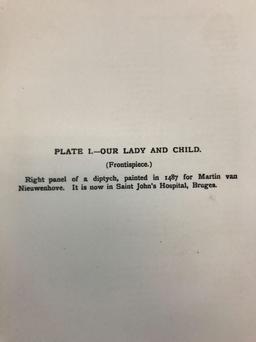 PLATE I.—OUR LADY AND CHILD.
(Frontispiece.)
Right panel of a diptych, painted in 1487 for Martin van
Nieuwenhove. It is now in Saint John's Hospital, Bruges.